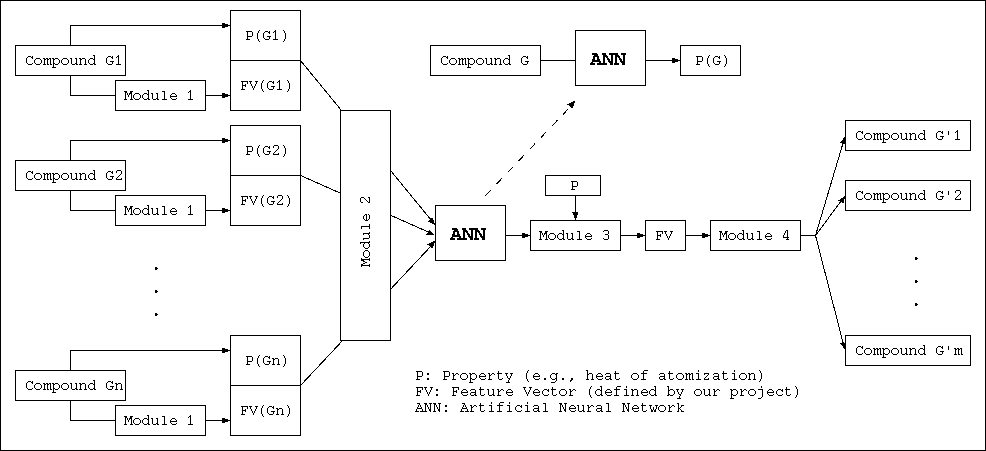 Compound G1
Module 1
P(G1)
FV(G1)
Compound G2
Module 1
P(G2)
FV(G2)
.
.
.
Compound Gn
Module 1
P(Gn)
FV(Gn)
Module 2
ANN
Compound G
ANN
P(G)
P
Module 3
FV
Module 4
Compound G'1
Compound G'2
.
.
.
Compound G'm
P: Property (e.g., heat of atomization)
FV: Feature Vector (defined by our project)
ANN: Artificial Neural Network